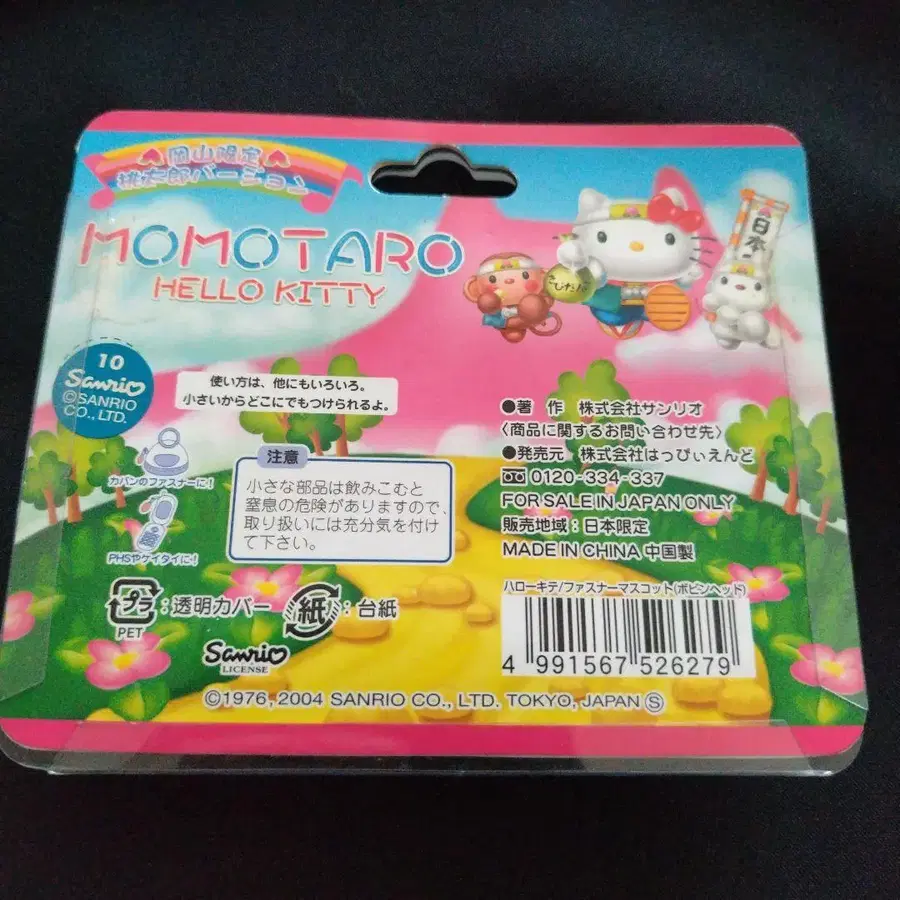 岡山限定
桃太郎バージョン
MOMOTARO
HELLO KITTY
きびだんご
日本一
10
Sanrio
©SANRIO
CO., LTD.
使い方は、他にもいろいろ。
小さいからどこにでもつけられるよ。
カバンのファスナーに!
PHSやケイタイに!
注意
小さな部品は飲みこむと
窒息の危険がありますので、
取り扱いには充分気を付け
て下さい。
●著 作 株式会社サンリオ
〈商品に関するお問い合わせ先〉
●発売元 株式会社はっぴぃえんど
0120-334-337
FOR SALE IN JAPAN ONLY
販売地域:日本限定
MADE IN CHINA 中国製
プラ:透明カバー
PET
紙:台紙
Sanrio
LICENSE
ハローキティ/ファスナーマスコット(ボビンヘッド)
4 991567 526279
©1976, 2004 SANRIO CO., LTD. TOKYO, JAPAN Ⓢ